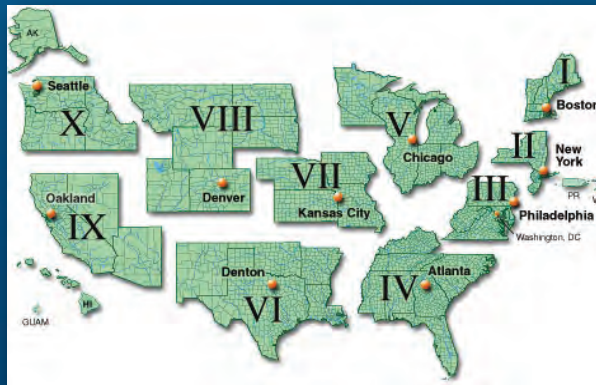 AK
Seattle
X
VIII
V
I
Boston
II
New
York
Chicago
VII
III
Denver
Kansas City
PR
Philadelphia
Washington, DC
Oakland
IX
Denton
VI
Atlanta
IV
HI
GUAM